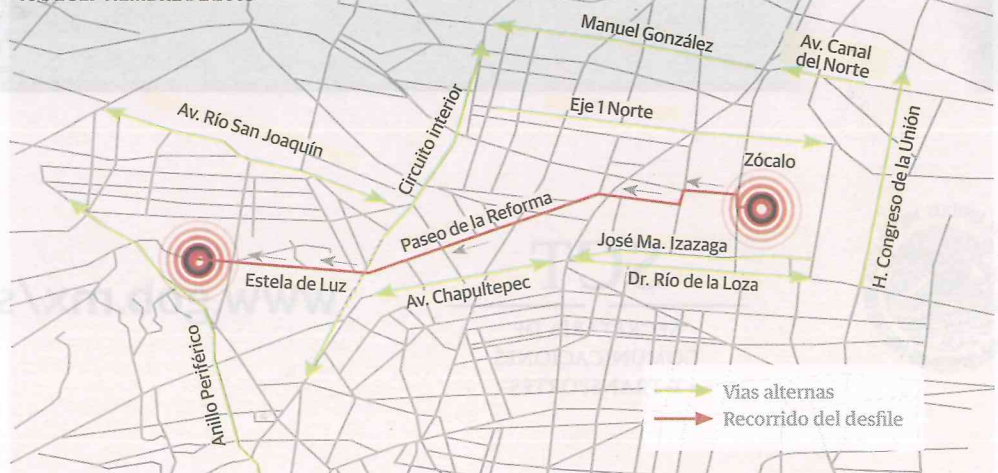 Manuel González
Av. Canal
del Norte
Av. Río San Joaquín
Circuito interior
Eje 1 Norte
H. Congreso de la Unión
Zócalo
Paseo de la Reforma
José Ma. Izazaga
Estela de Luz
Av. Chapultepec
Dr. Río de la Loza
Anillo Periférico
Vias alternas
Recorrido del desfile